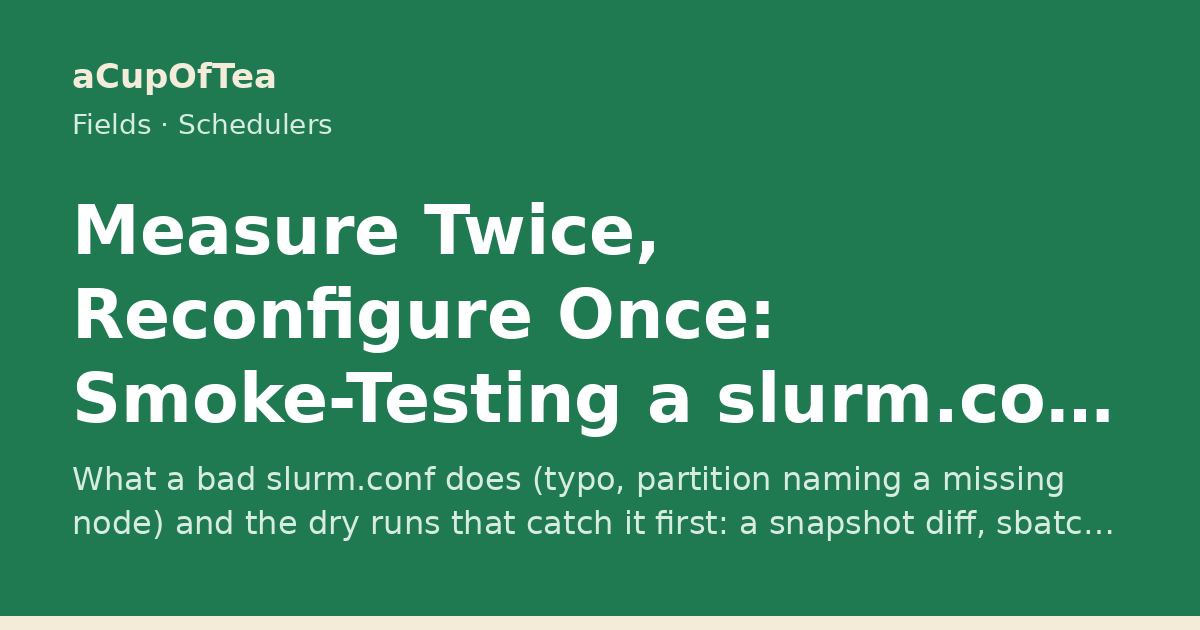 aCupOfTea
Fields · Schedulers
Measure Twice,
Reconfigure Once:
Smoke-Testing a slurm.co…
What a bad slurm.conf does (typo, partition naming a missing
node) and the dry runs that catch it first: a snapshot diff, sbatc…